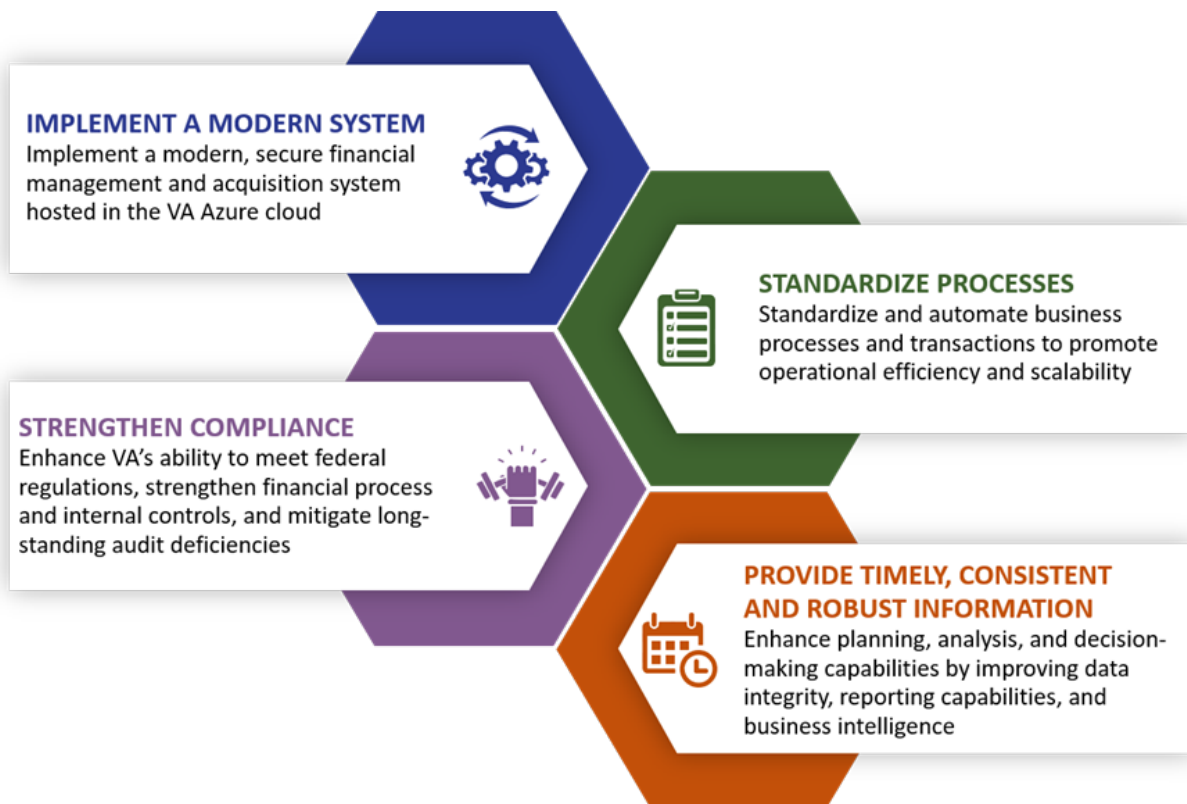 IMPLEMENT A MODERN SYSTEM
Implement a modern, secure financial
management and acquisition system
hosted in the VA Azure cloud
STANDARDIZE PROCESSES
Standardize and automate business
processes and transactions to promote
operational efficiency and scalability
STRENGTHEN COMPLIANCE
Enhance VA’s ability to meet federal
regulations, strengthen financial process
and internal controls, and mitigate long-
standing audit deficiencies
PROVIDE TIMELY, CONSISTENT
AND ROBUST INFORMATION
Enhance planning, analysis, and decision-
making capabilities by improving data
integrity, reporting capabilities, and
business intelligence